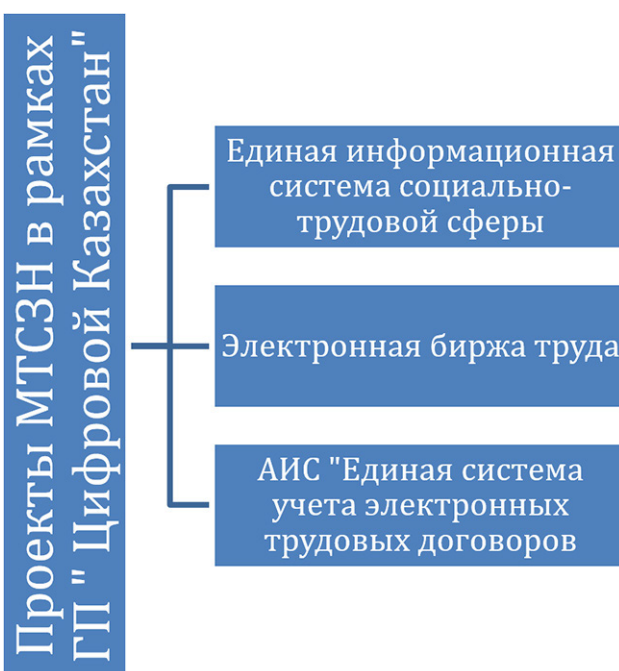 Проекты МТСЗН в рамках
ГП " Цифровой Казахстан"
Единая информационная
система социально-
трудовой сферы
Электронная биржа труда
АИС "Единая система
учета электронных
трудовых договоров